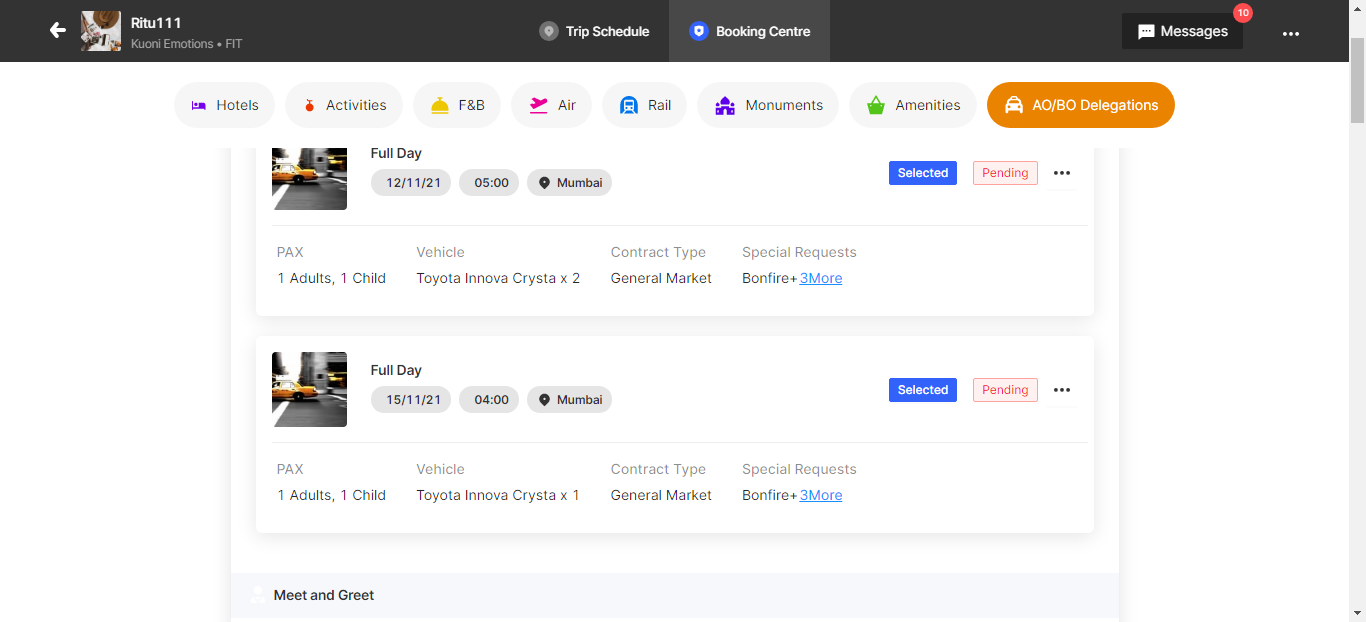 Ritu111
Kuoni Emotions • FIT
Trip Schedule
Booking Centre
Messages
10
Hotels
Activities
F&B
Air
Rail
Monuments
Amenities
AO/BO Delegations
Full Day
12/11/21
05:00
Mumbai
Selected
Pending
PAX
Vehicle
Contract Type
Special Requests
1 Adults, 1 Child
Toyota Innova Crysta x 2
General Market
Bonfire+3More
Full Day
15/11/21
04:00
Mumbai
Selected
Pending
PAX
Vehicle
Contract Type
Special Requests
1 Adults, 1 Child
Toyota Innova Crysta x 1
General Market
Bonfire+3More
Meet and Greet